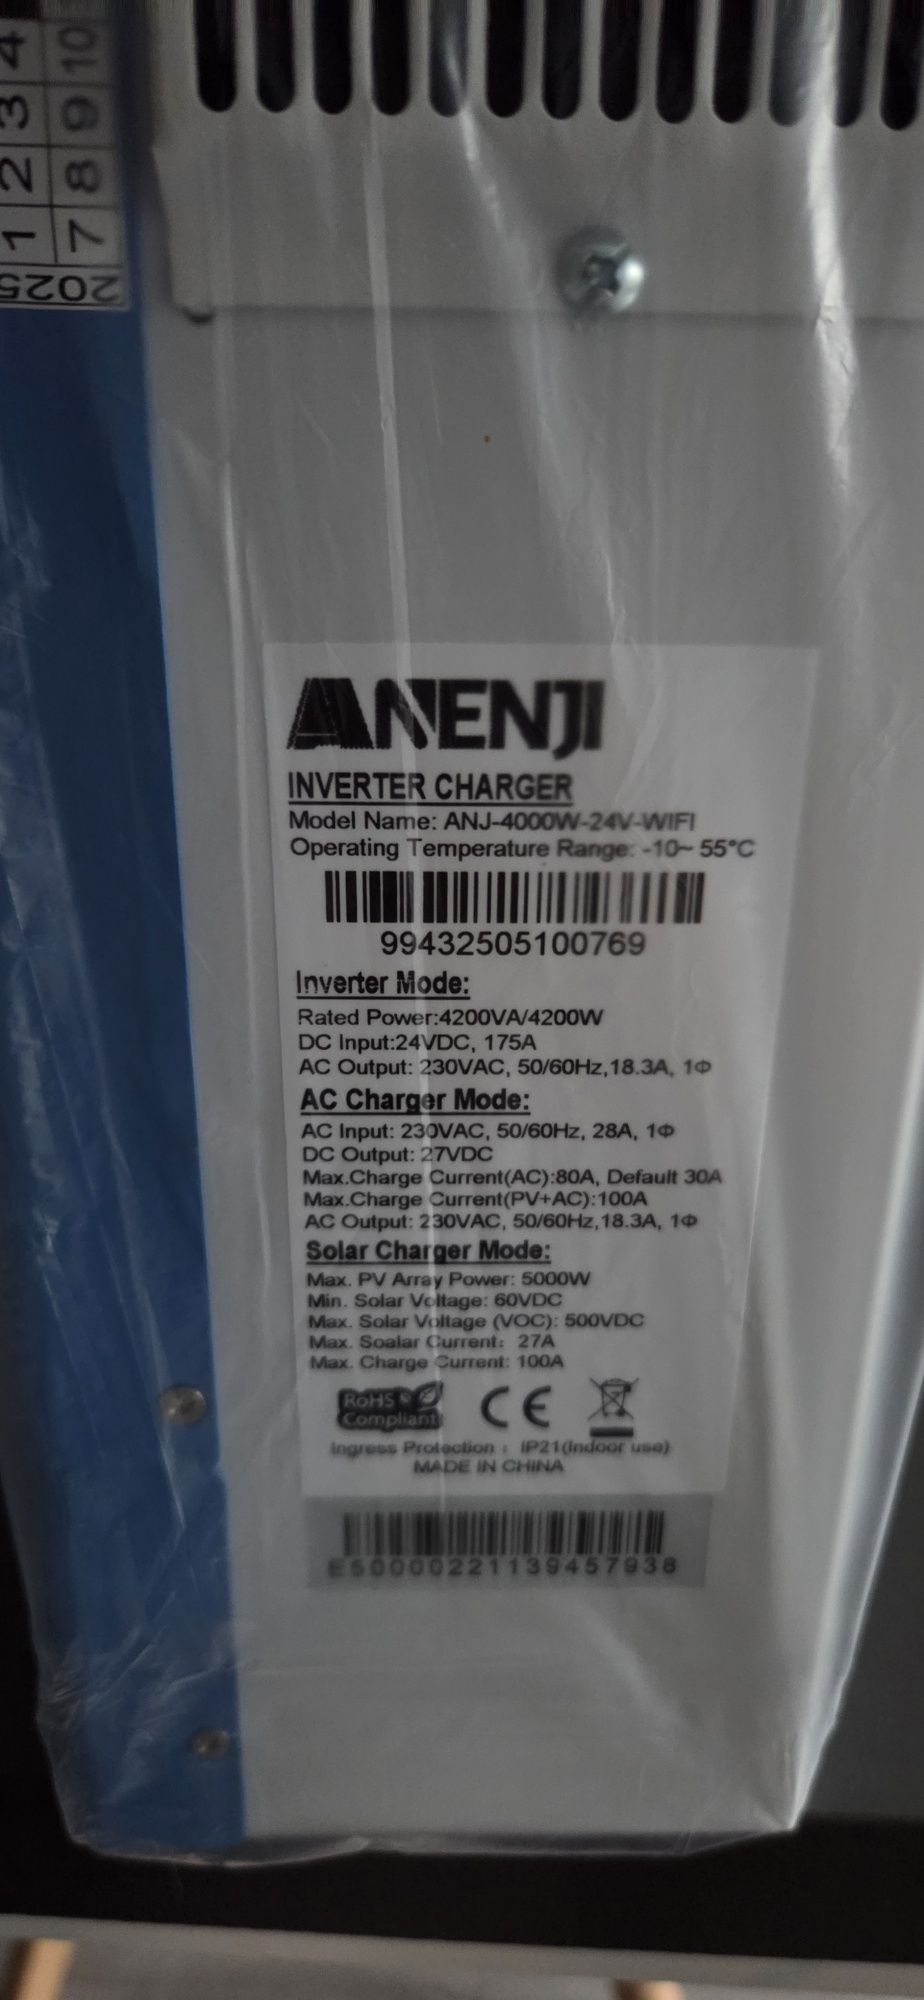 1 2 3 4
7 8 9 10
2025
ANENJI
INVERTER CHARGER
Model Name: ANJ-4000W-24V-WIFI
Operating Temperature Range: -10~ 55°C
99432505100769
Inverter Mode:
Rated Power:4200VA/4200W
DC Input:24VDC, 175A
AC Output: 230VAC, 50/60Hz,18.3A, 1Φ
AC Charger Mode:
AC Input: 230VAC, 50/60Hz, 28A, 1Φ
DC Output: 27VDC
Max.Charge Current(AC):80A, Default 30A
Max.Charge Current(PV+AC):100A
AC Output: 230VAC, 50/60Hz,18.3A, 1Φ
Solar Charger Mode:
Max. PV Array Power: 5000W
Min. Solar Voltage: 60VDC
Max. Solar Voltage (VOC): 500VDC
Max. Soalar Current: 27A
Max. Charge Current: 100A
RoHS
Compliant
CE
Ingress Protection : IP21(Indoor use)
MADE IN CHINA
E50000221139457938